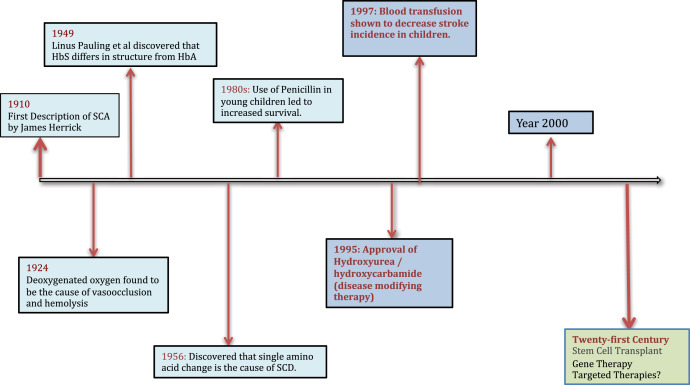 1949
Linus Pauling et al discovered that
HbS differs in structure from HbA
1997: Blood transfusion
shown to decrease stroke
incidence in children.
1910
First Description of SCA
by James Herrick
1980s: Use of Penicillin in
young children led to
increased survival.
Year 2000
1924
Deoxygenated oxygen found to
be the cause of vasoocclusion
and hemolysis
1995: Approval of
Hydroxyurea /
hydroxycarbamide
(disease modifying
therapy)
1956: Discovered that single amino
acid change is the cause of SCD.
Twenty-first Century
Stem Cell Transplant
Gene Therapy
Targeted Therapies?